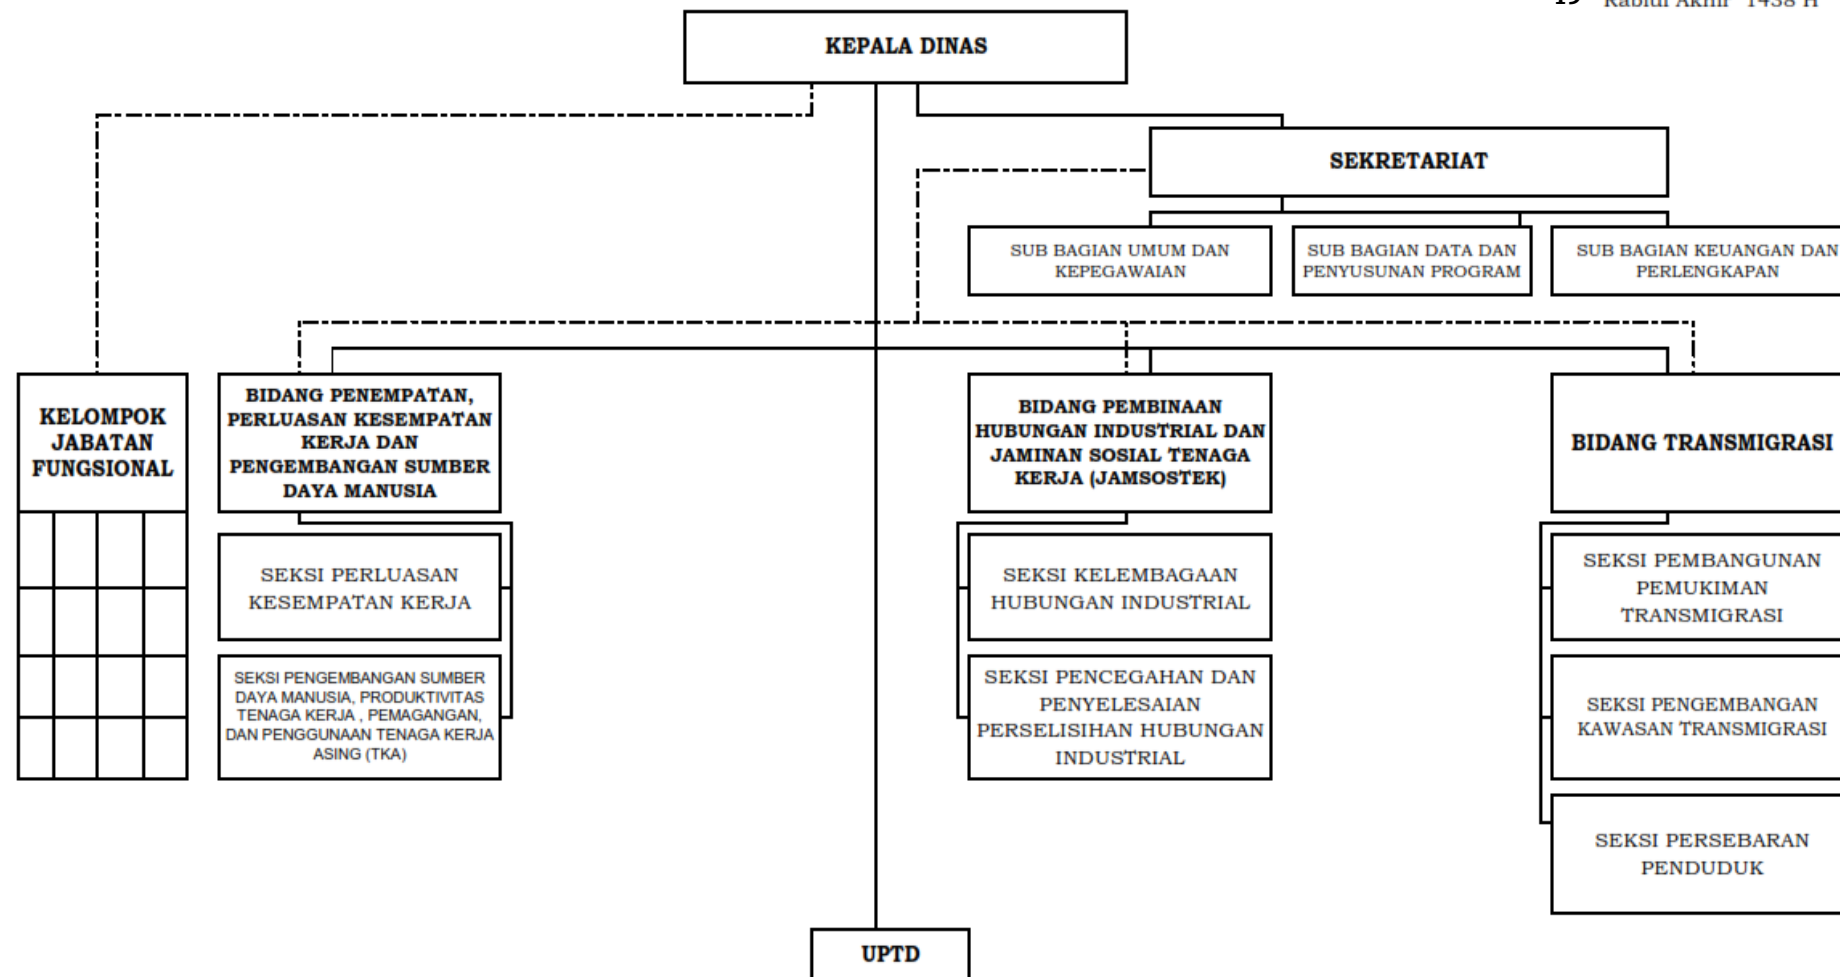 Rabiul Akhir 1438 H
KEPALA DINAS
SEKRETARIAT
SUB BAGIAN UMUM DAN
KEPEGAWAIAN
SUB BAGIAN DATA DAN
PENYUSUNAN PROGRAM
SUB BAGIAN KEUANGAN DAN
PERLENGKAPAN
KELOMPOK
JABATAN
FUNGSIONAL
BIDANG PENEMPATAN,
PERLUASAN KESEMPATAN
KERJA DAN
PENGEMBANGAN SUMBER
DAYA MANUSIA
SEKSI PERLUASAN
KESEMPATAN KERJA
SEKSI PENGEMBANGAN SUMBER
DAYA MANUSIA, PRODUKTIVITAS
TENAGA KERJA , PEMAGANGAN,
DAN PENGGUNAAN TENAGA KERJA
ASING (TKA)
BIDANG PEMBINAAN
HUBUNGAN INDUSTRIAL DAN
JAMINAN SOSIAL TENAGA
KERJA (JAMSOSTEK)
SEKSI KELEMBAGAAN
HUBUNGAN INDUSTRIAL
SEKSI PENCEGAHAN DAN
PENYELESAIAN
PERSELISIHAN HUBUNGAN
INDUSTRIAL
BIDANG TRANSMIGRASI
SEKSI PEMBANGUNAN
PEMUKIMAN
TRANSMIGRASI
SEKSI PENGEMBANGAN
KAWASAN TRANSMIGRASI
SEKSI PERSEBARAN
PENDUDUK
UPTD